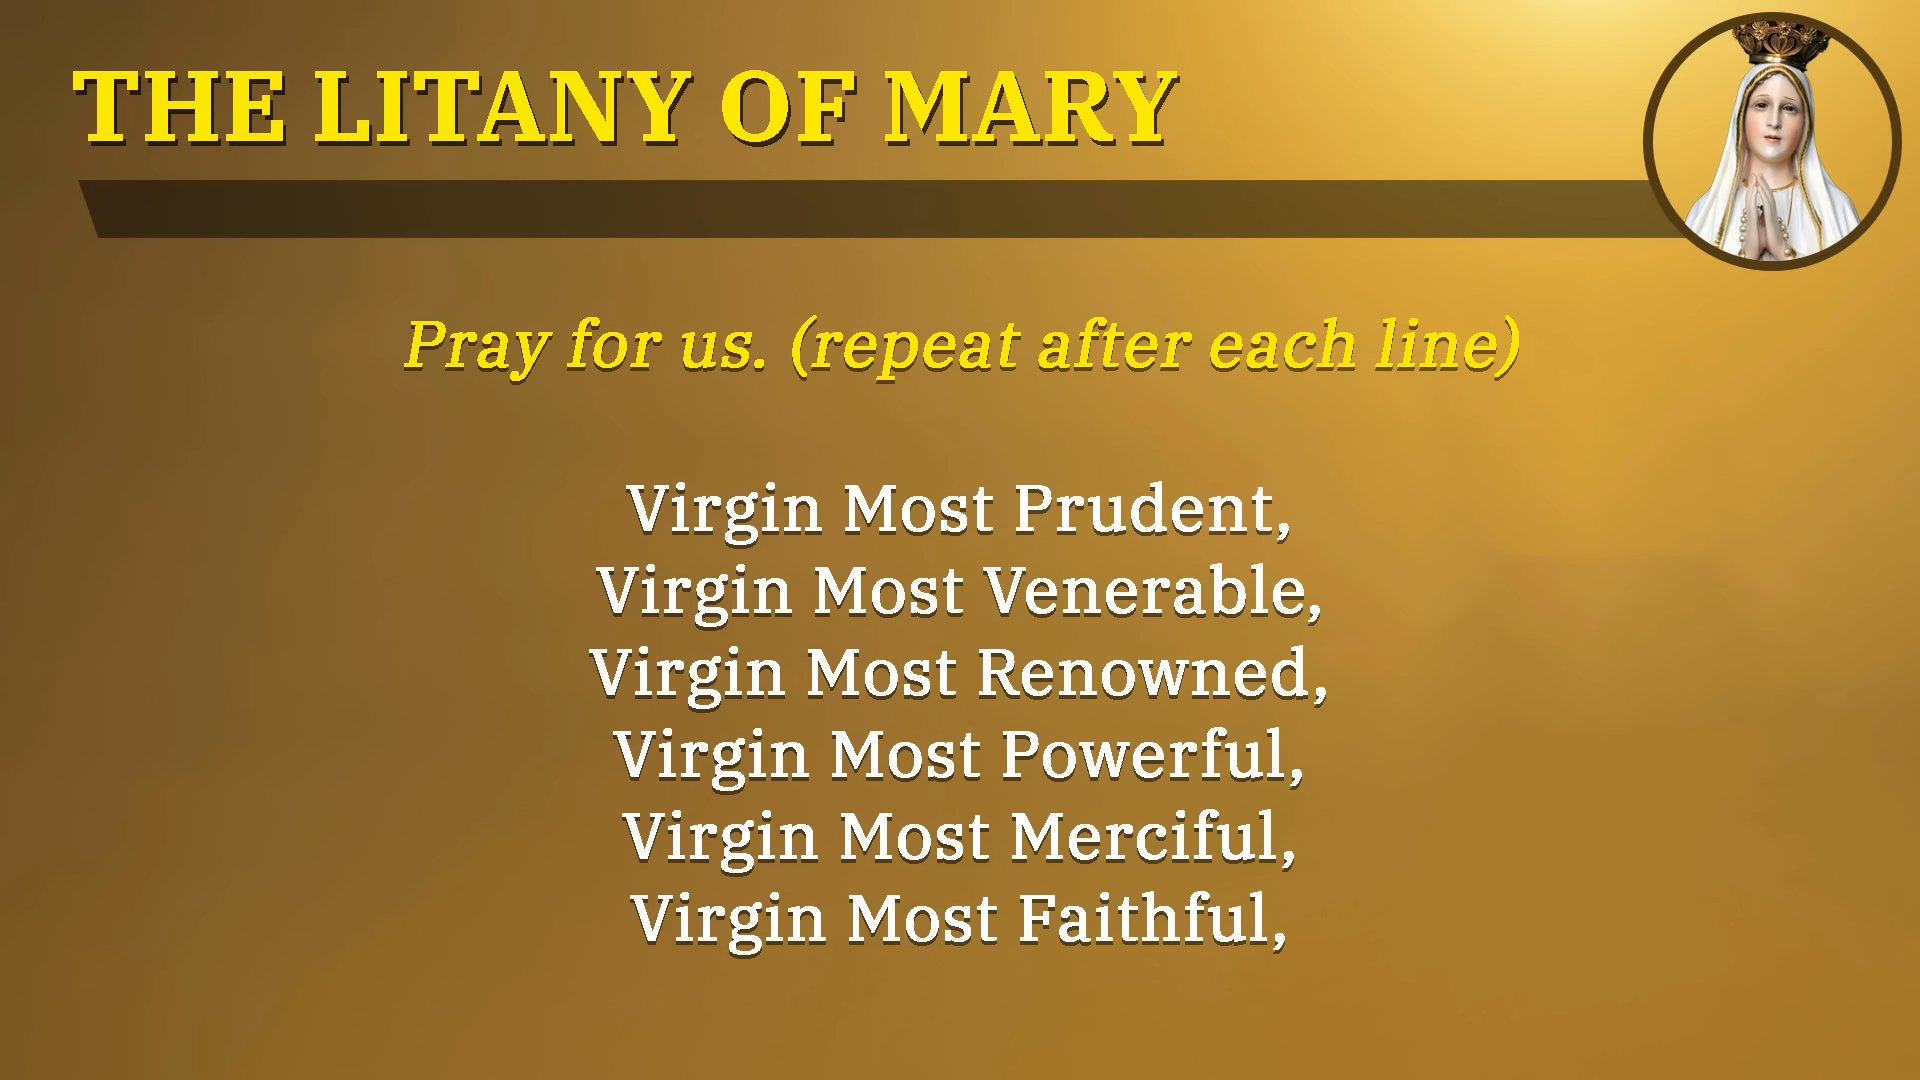 THE LITANY OF MARY
Pray for us. (repeat after each line)
Virgin Most Prudent,
Virgin Most Venerable,
Virgin Most Renowned,
Virgin Most Powerful,
Virgin Most Merciful,
Virgin Most Faithful,